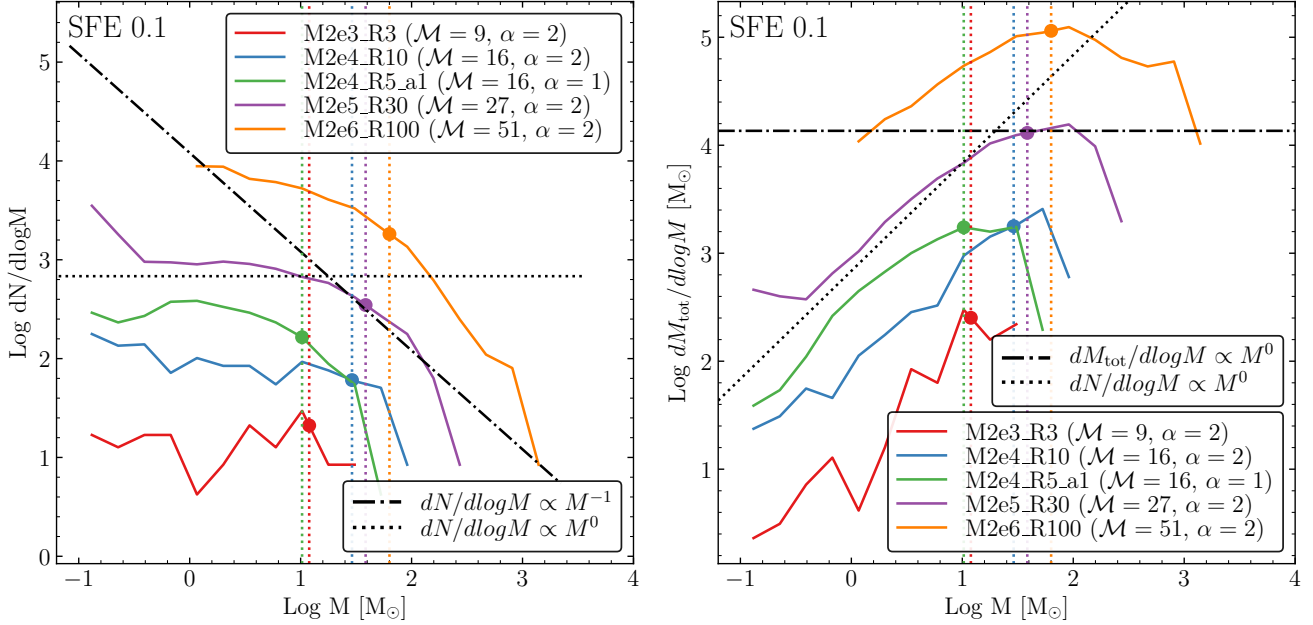 SFE 0.1
M2e3_R3 (ℳ = 9, α = 2)
M2e4_R10 (ℳ = 16, α = 2)
M2e4_R5_a1 (ℳ = 16, α = 1)
M2e5_R30 (ℳ = 27, α = 2)
M2e6_R100 (ℳ = 51, α = 2)
dN/dlogM ∝ M⁻¹
dN/dlogM ∝ M⁰
Log dN/dlogM
5
4
3
2
1
0
−1
0
1
2
3
4
Log M [M⊙]
SFE 0.1
dM_tot/dlogM ∝ M⁰
dN/dlogM ∝ M⁰
M2e3_R3 (ℳ = 9, α = 2)
M2e4_R10 (ℳ = 16, α = 2)
M2e4_R5_a1 (ℳ = 16, α = 1)
M2e5_R30 (ℳ = 27, α = 2)
M2e6_R100 (ℳ = 51, α = 2)
Log dM_tot/dlogM [M⊙]
5
4
3
2
1
−1
0
1
2
3
4
Log M [M⊙]